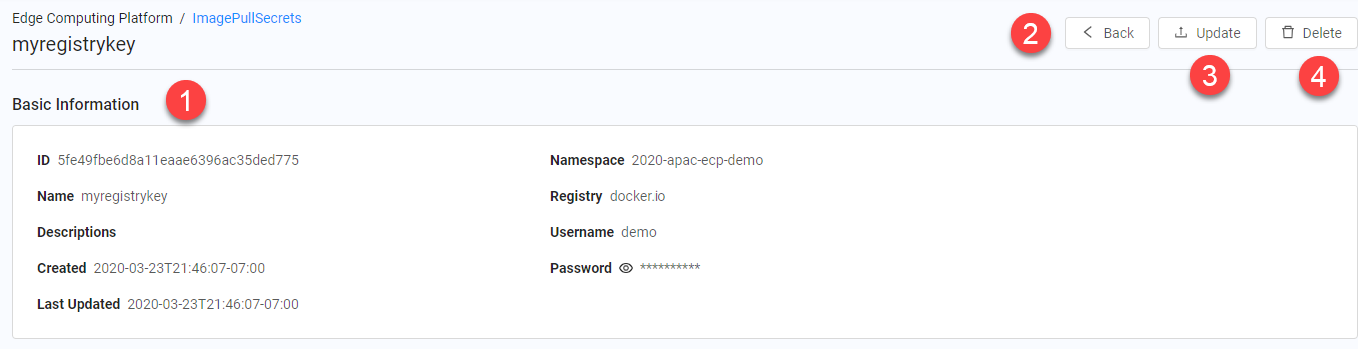 Edge Computing Platform / ImagePullSecrets
myregistrykey
2
Back
Update
Delete
3
4
Basic Information
1
ID 5fe49fbe6d8a11eaae6396ac35ded775
Namespace 2020-apac-ecp-demo
Name myregistrykey
Registry docker.io
Descriptions
Username demo
Created 2020-03-23T21:46:07-07:00
Password **********
Last Updated 2020-03-23T21:46:07-07:00